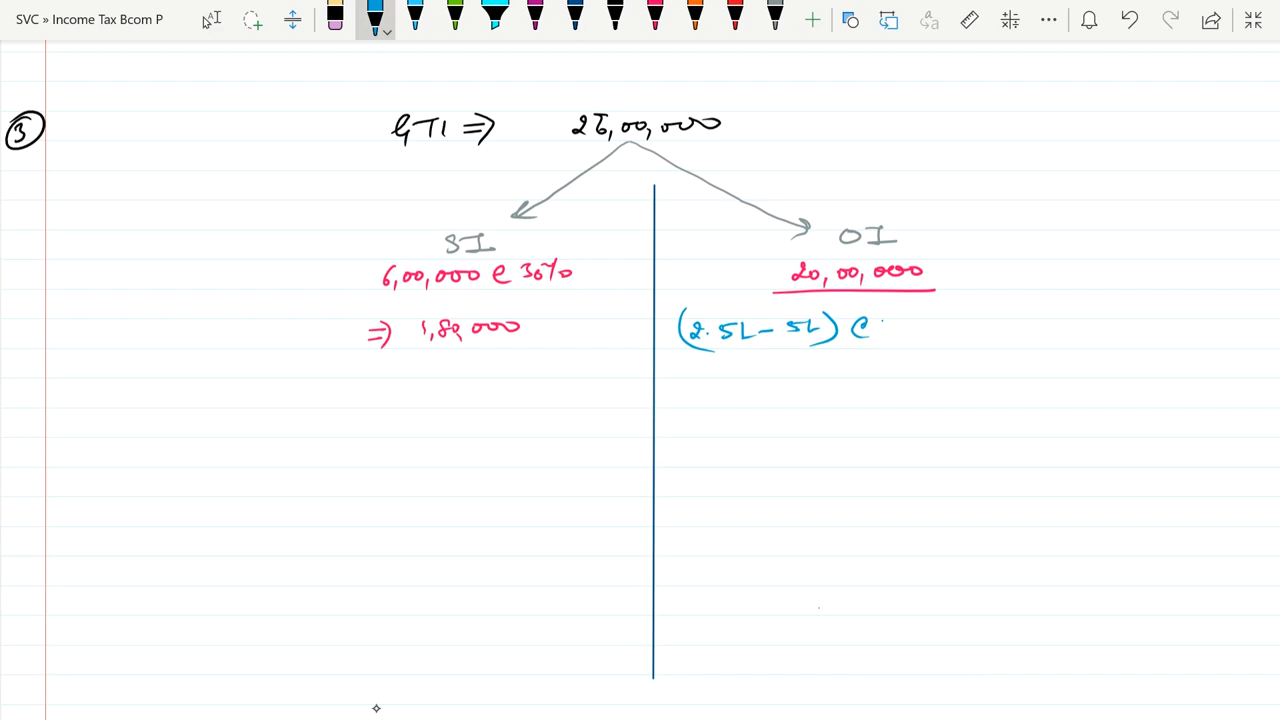 SVC » Income Tax Bcom P
3
GTI ⇒ 26,00,000
SI
6,00,000 @ 30%
⇒ 1,80,000
OI
20,00,000
(2.5L - 5L) @